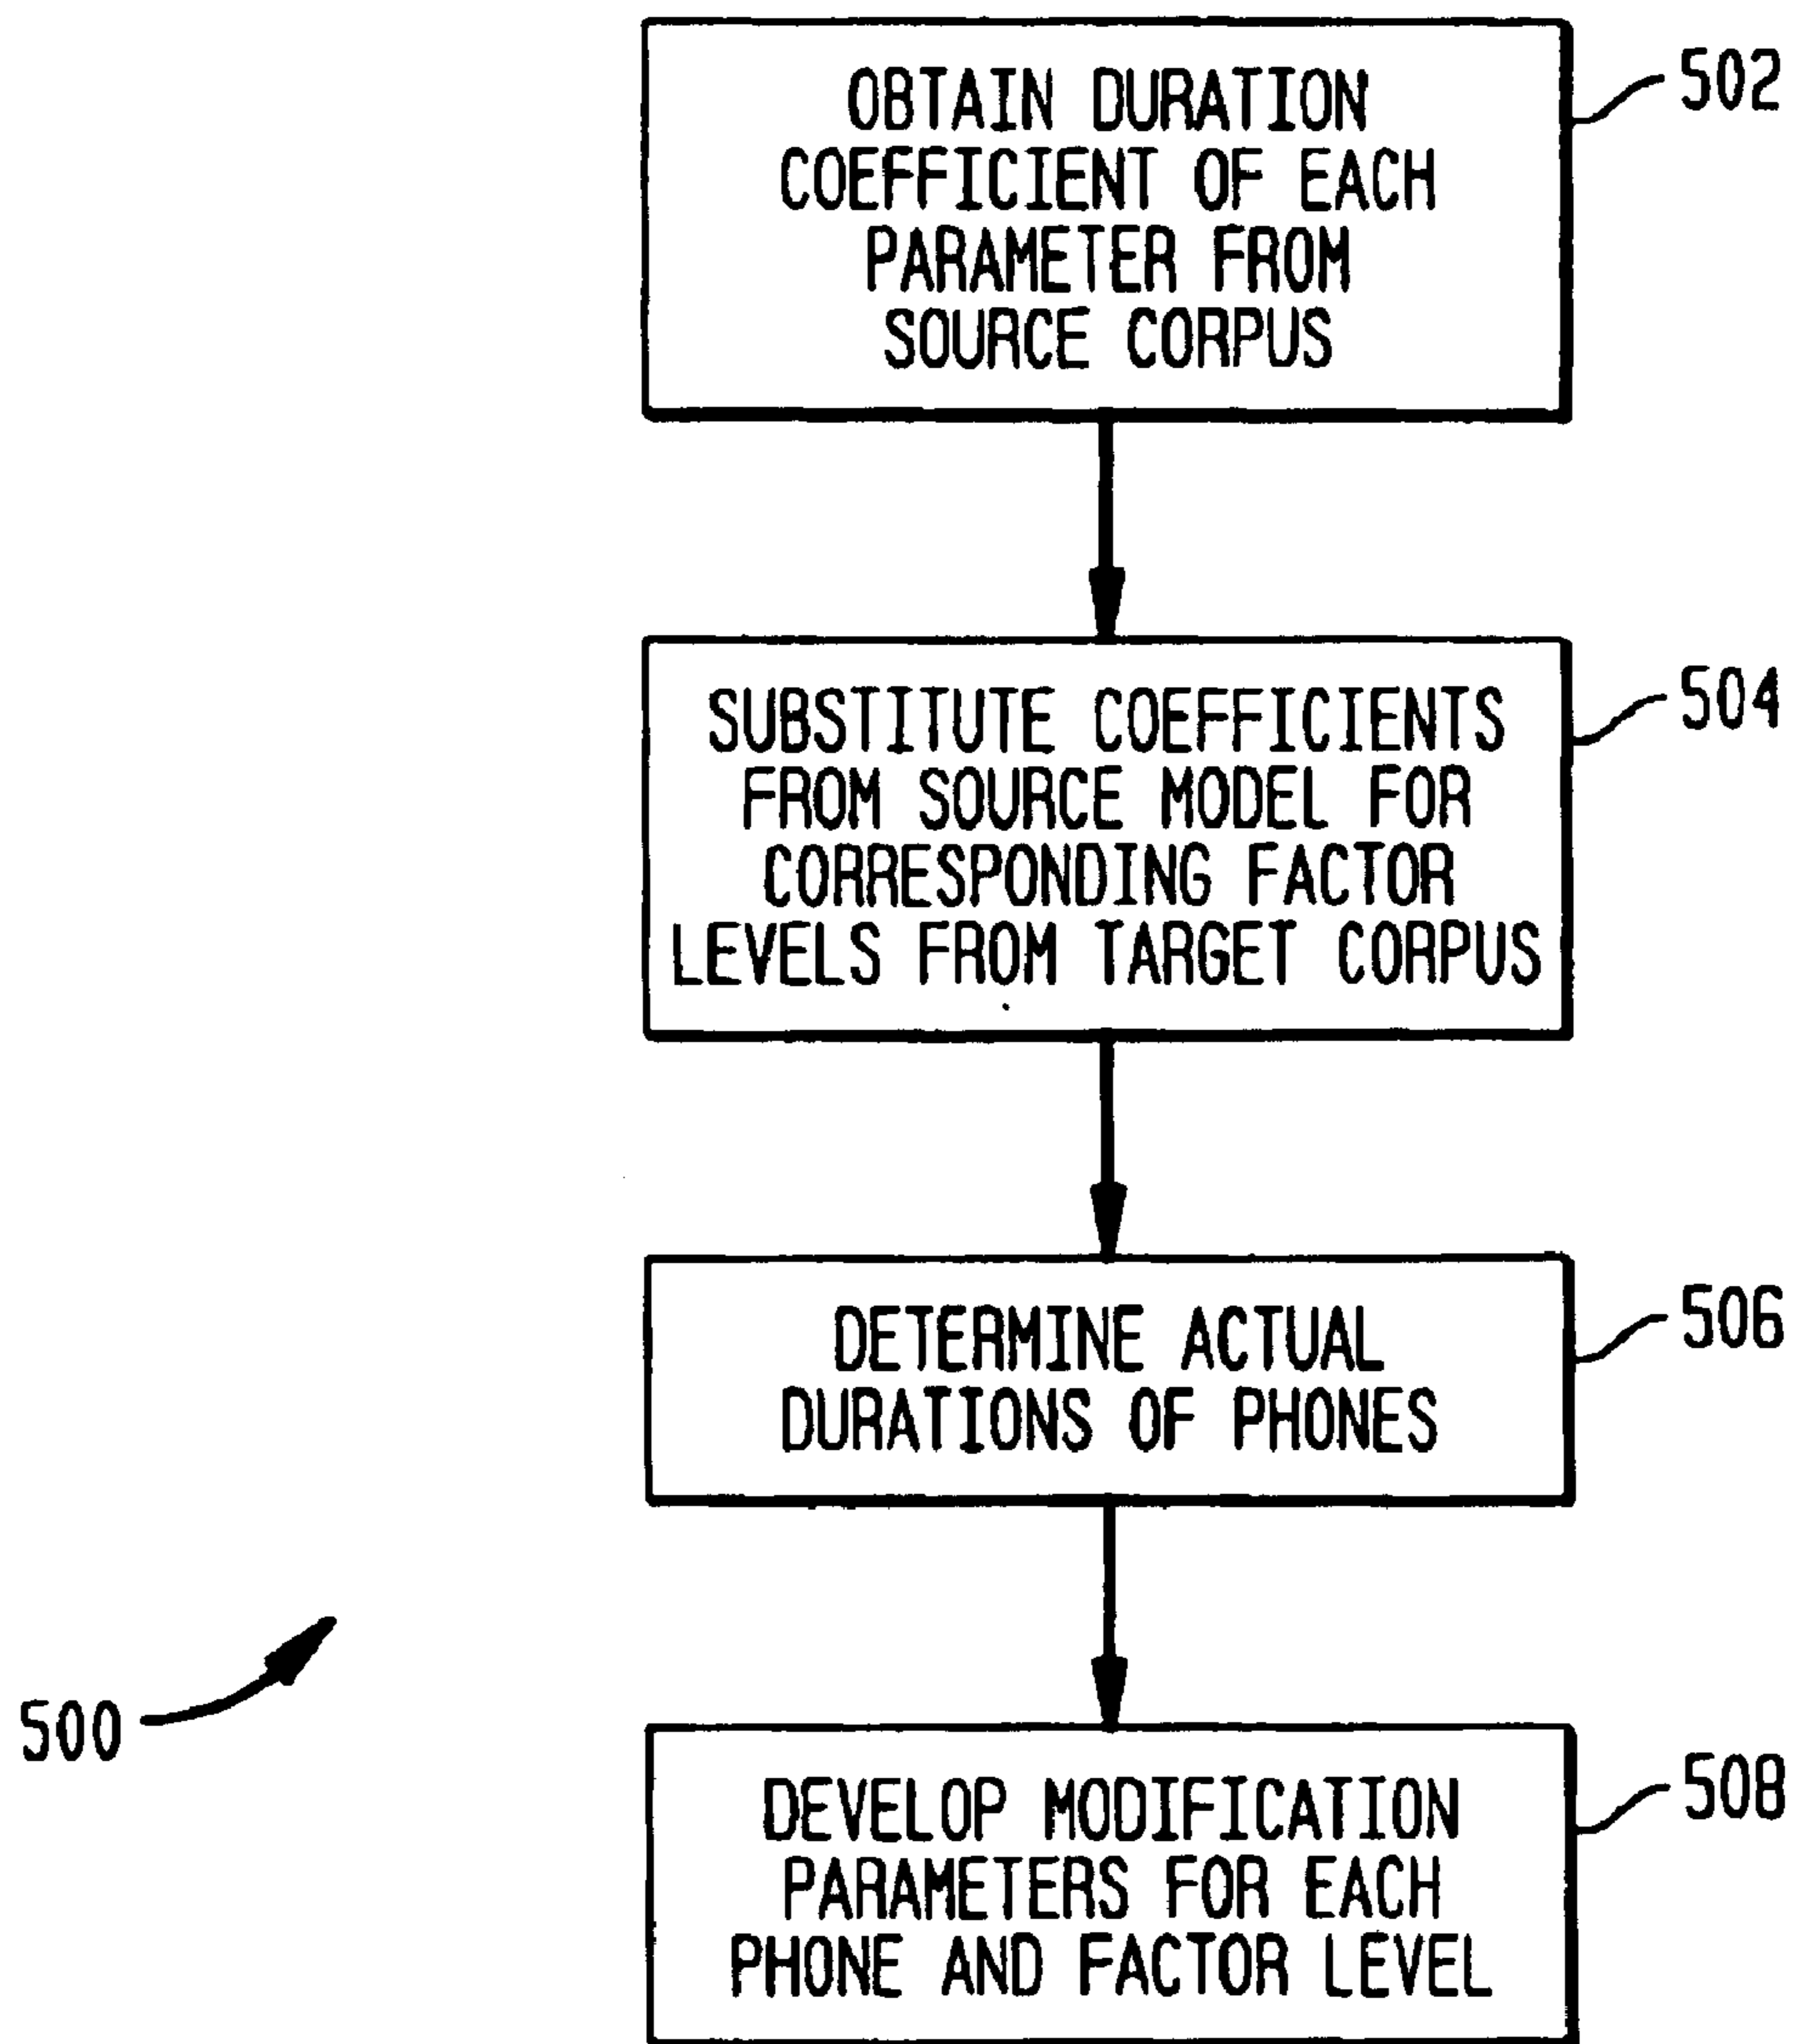 OBTAIN DURATION
COEFFICIENT OF EACH
PARAMETER FROM
SOURCE CORPUS
502
SUBSTITUTE COEFFICIENTS
FROM SOURCE MODEL FOR
CORRESPONDING FACTOR
LEVELS FROM TARGET CORPUS
504
DETERMINE ACTUAL
DURATIONS OF PHONES
506
500
DEVELOP MODIFICATION
PARAMETERS FOR EACH
PHONE AND FACTOR LEVEL
508